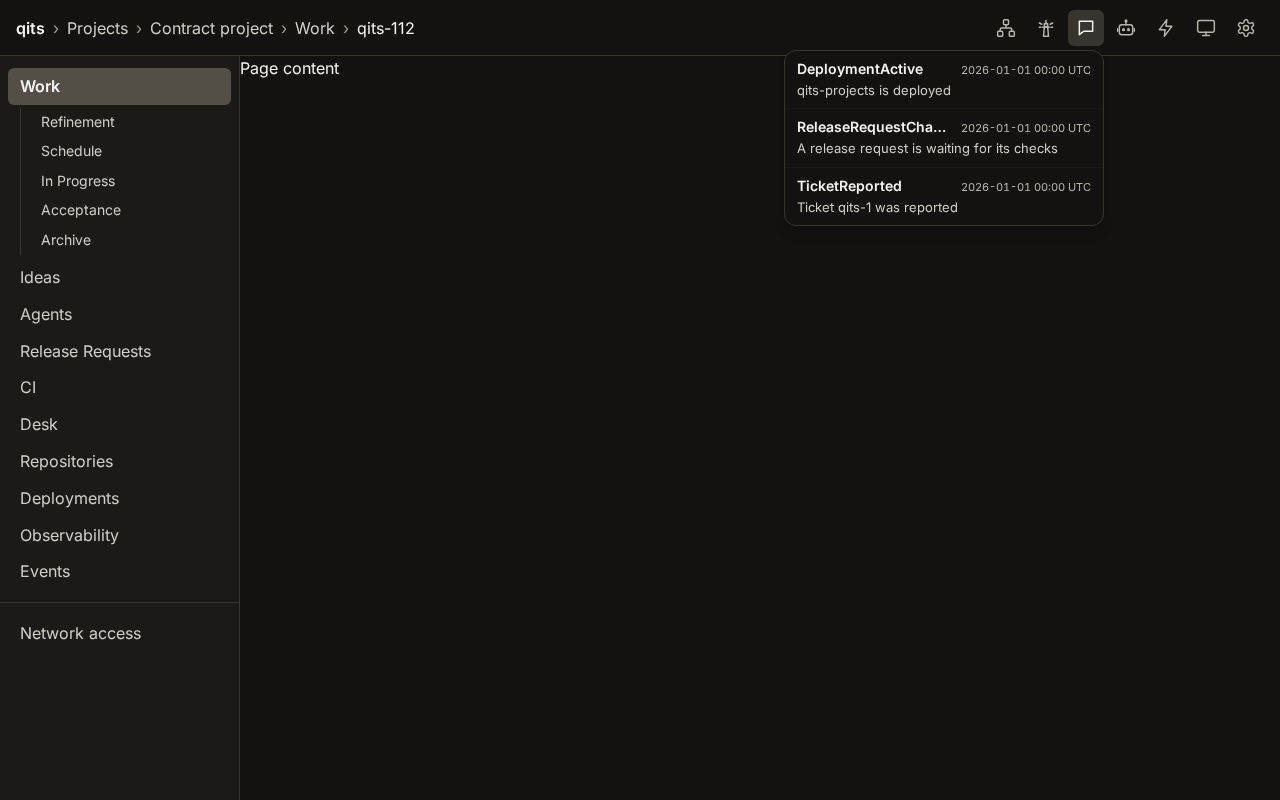 qits › Projects › Contract project › Work › qits-112
Page content
DeploymentActive 2026-01-01 00:00 UTC
qits-projects is deployed
ReleaseRequestCha... 2026-01-01 00:00 UTC
A release request is waiting for its checks
TicketReported 2026-01-01 00:00 UTC
Ticket qits-1 was reported
Work
Refinement
Schedule
In Progress
Acceptance
Archive
Ideas
Agents
Release Requests
CI
Desk
Repositories
Deployments
Observability
Events
Network access